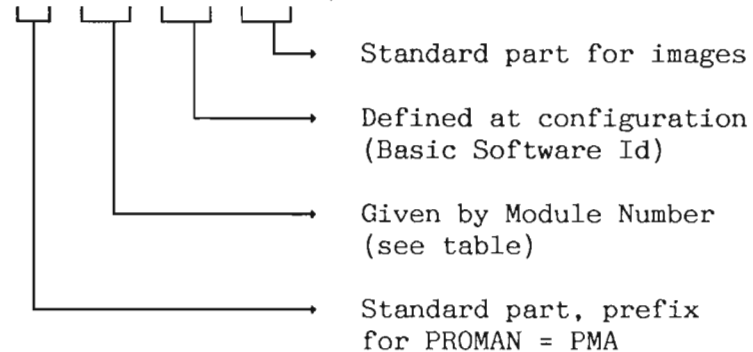 Standard part for images
Defined at configuration
(Basic Software Id)
Given by Module Number
(see table)
Standard part, prefix
for PROMAN = PMA